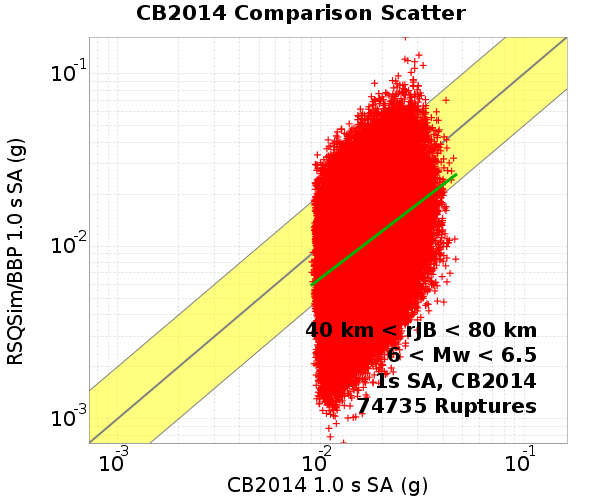 CB2014 Comparison Scatter
RSQSim/BBP 1.0 s SA (g)
10-1
10-2
10-3
40 km < rJB < 80 km
6 < Mw < 6.5
1s SA, CB2014
74735 Ruptures
10-3 10-2 10-1
CB2014 1.0 s SA (g)